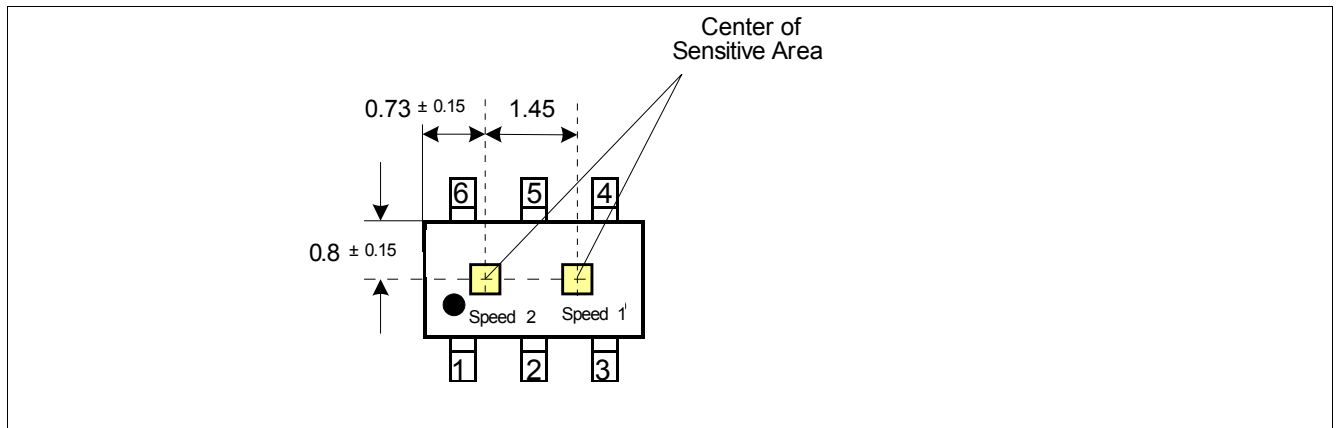 Center of
Sensitive Area
0.73 ± 0.15
1.45
6 5 4
0.8 ± 0.15
Speed 2 Speed 1
1 2 3